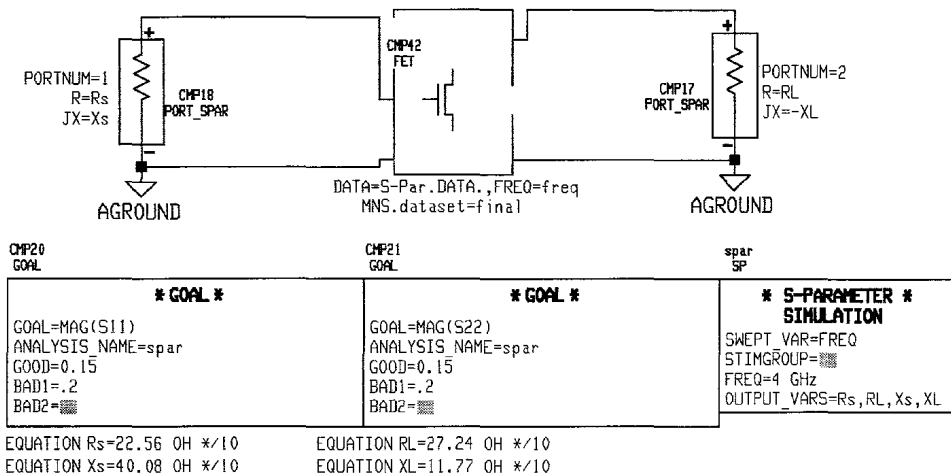 +
PORTNUM=1
R=Rs
JX=Xs
CMP18
PORT_SPAR
-
AGROUND
CMP42
FET
DATA=S-Par.DATA.,FREQ=freq
MNS.dataset=final
+
CMP17
PORT_SPAR
PORTNUM=2
R=RL
JX=-XL
-
AGROUND
CMP20
GOAL
* GOAL *
GOAL=MAG(S11)
ANALYSIS_NAME=spar
GOOD=0.15
BAD1=.2
BAD2=
CMP21
GOAL
* GOAL *
GOAL=MAG(S22)
ANALYSIS_NAME=spar
GOOD=0.15
BAD1=.2
BAD2=
spar
SP
* S-PARAMETER *
SIMULATION
SWEPT_VAR=FREQ
STIMGROUP=
FREQ=4 GHz
OUTPUT_VARS=Rs,RL,Xs,XL
EQUATION Rs=22.56 OH */10
EQUATION RL=27.24 OH */10
EQUATION Xs=40.08 OH */10
EQUATION XL=11.77 OH */10